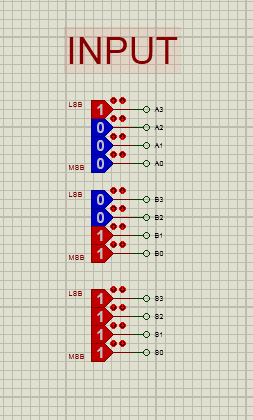 INPUT
LSB
1 A3
0 A2
0 A1
MSB 0 A0
LSB
0 B3
0 B2
1 B1
MSB 1 B0
LSB
1 S3
1 S2
1 S1
MSB 1 S0